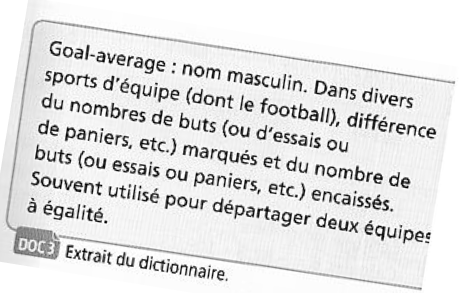 Goal-average : nom masculin. Dans divers
sports d'équipe (dont le football), différence
du nombres de buts (ou d'essais ou
de paniers, etc.) marqués et du nombre de
buts (ou essais ou paniers, etc.) encaissés.
Souvent utilisé pour départager deux équipes
à égalité.
DOC 3 Extrait du dictionnaire.